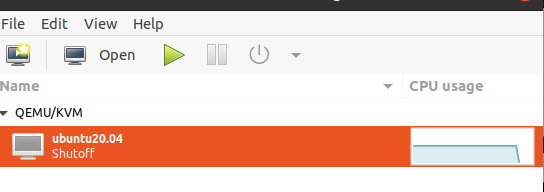 File Edit View Help
Open
Name CPU usage
QEMU/KVM
ubuntu20.04
Shutoff